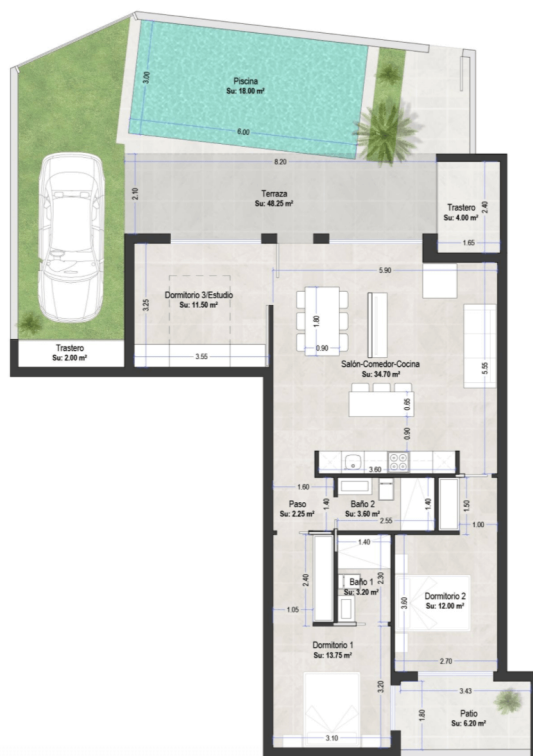 Piscina
Su: 18.00 m²
3.00
6.00
8.20
2.10
Terraza
Su: 48.25 m²
Trastero
Su: 4.00 m²
2.40
1.65
5.90
Dormitorio 3/Estudio
Su: 11.50 m²
3.25
3.55
1.80
0.90
Trastero
Su: 2.00 m²
Salón-Comedor-Cocina
Su: 34.70 m²
5.55
0.65
0.90
3.60
1.60
1.40
Paso
Su: 2.25 m²
Baño 2
Su: 3.60 m²
1.40
2.55
1.50
1.00
1.40
2.40
Baño 1
Su: 3.20 m²
2.30
1.05
3.60
Dormitorio 2
Su: 12.00 m²
2.70
Dormitorio 1
Su: 13.75 m²
3.20
3.10
3.43
1.80
Patio
Su: 6.20 m²